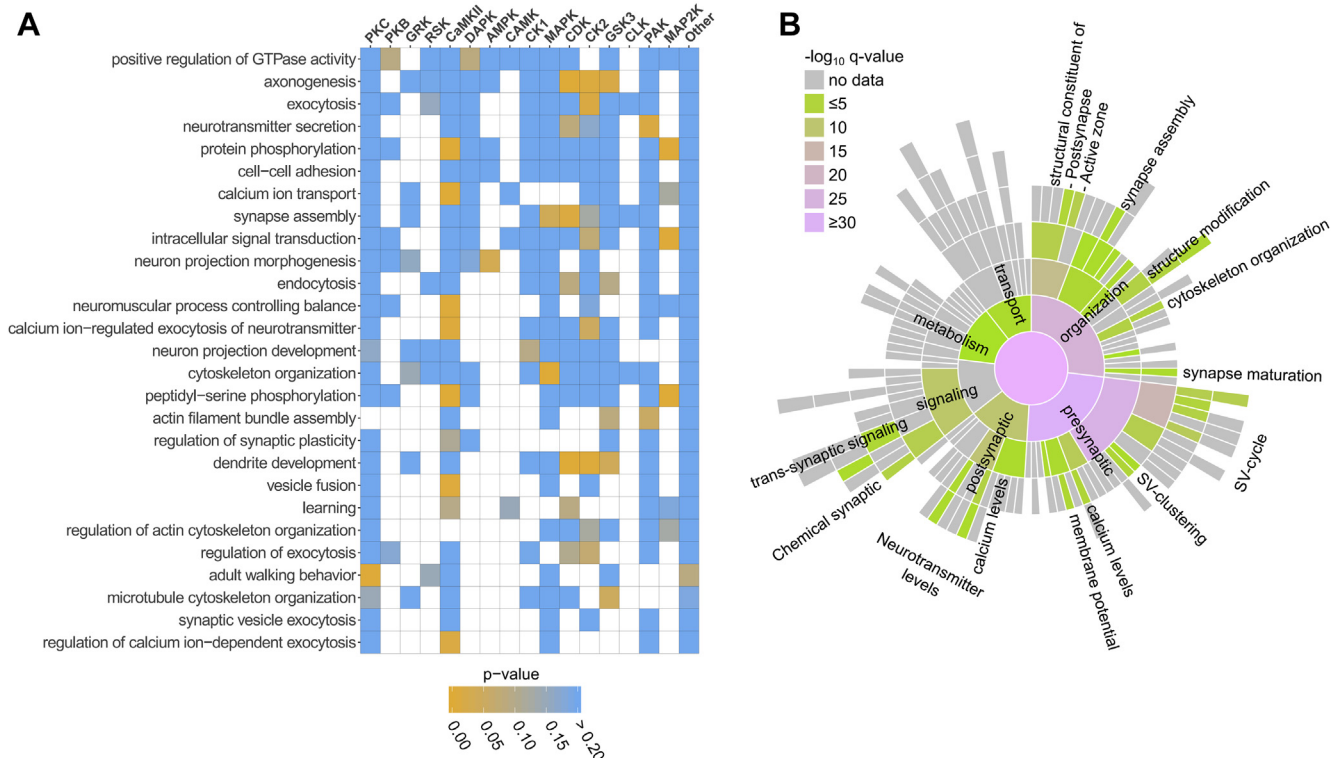 A
PKC
PKB
GRK
RSK
CaMKII
DAPK
AMPK
CAMK
CK1
MAPK
CDK
CK2
GSK3
CLK
PAK
MAP2K
Other
positive regulation of GTPase activity
axonogenesis
exocytosis
neurotransmitter secretion
protein phosphorylation
cell−cell adhesion
calcium ion transport
synapse assembly
intracellular signal transduction
neuron projection morphogenesis
endocytosis
neuromuscular process controlling balance
calcium ion−regulated exocytosis of neurotransmitter
neuron projection development
cytoskeleton organization
peptidyl−serine phosphorylation
actin filament bundle assembly
regulation of synaptic plasticity
dendrite development
vesicle fusion
learning
regulation of actin cytoskeleton organization
regulation of exocytosis
adult walking behavior
microtubule cytoskeleton organization
synaptic vesicle exocytosis
regulation of calcium ion−dependent exocytosis
p−value
0.00
0.05
0.10
0.15
> 0.20
B
-log10 q-value
no data
≤5
10
15
20
25
≥30
structural constituent of
- Postsynapse
- Active zone
synapse assembly
structure modification
cytoskeleton organization
transport
organization
metabolism
synapse maturation
signaling
presynaptic
postsynaptic
trans-synaptic signaling
SV-cycle
SV-clustering
Chemical synaptic
calcium levels
calcium levels
membrane potential
Neurotransmitter
levels